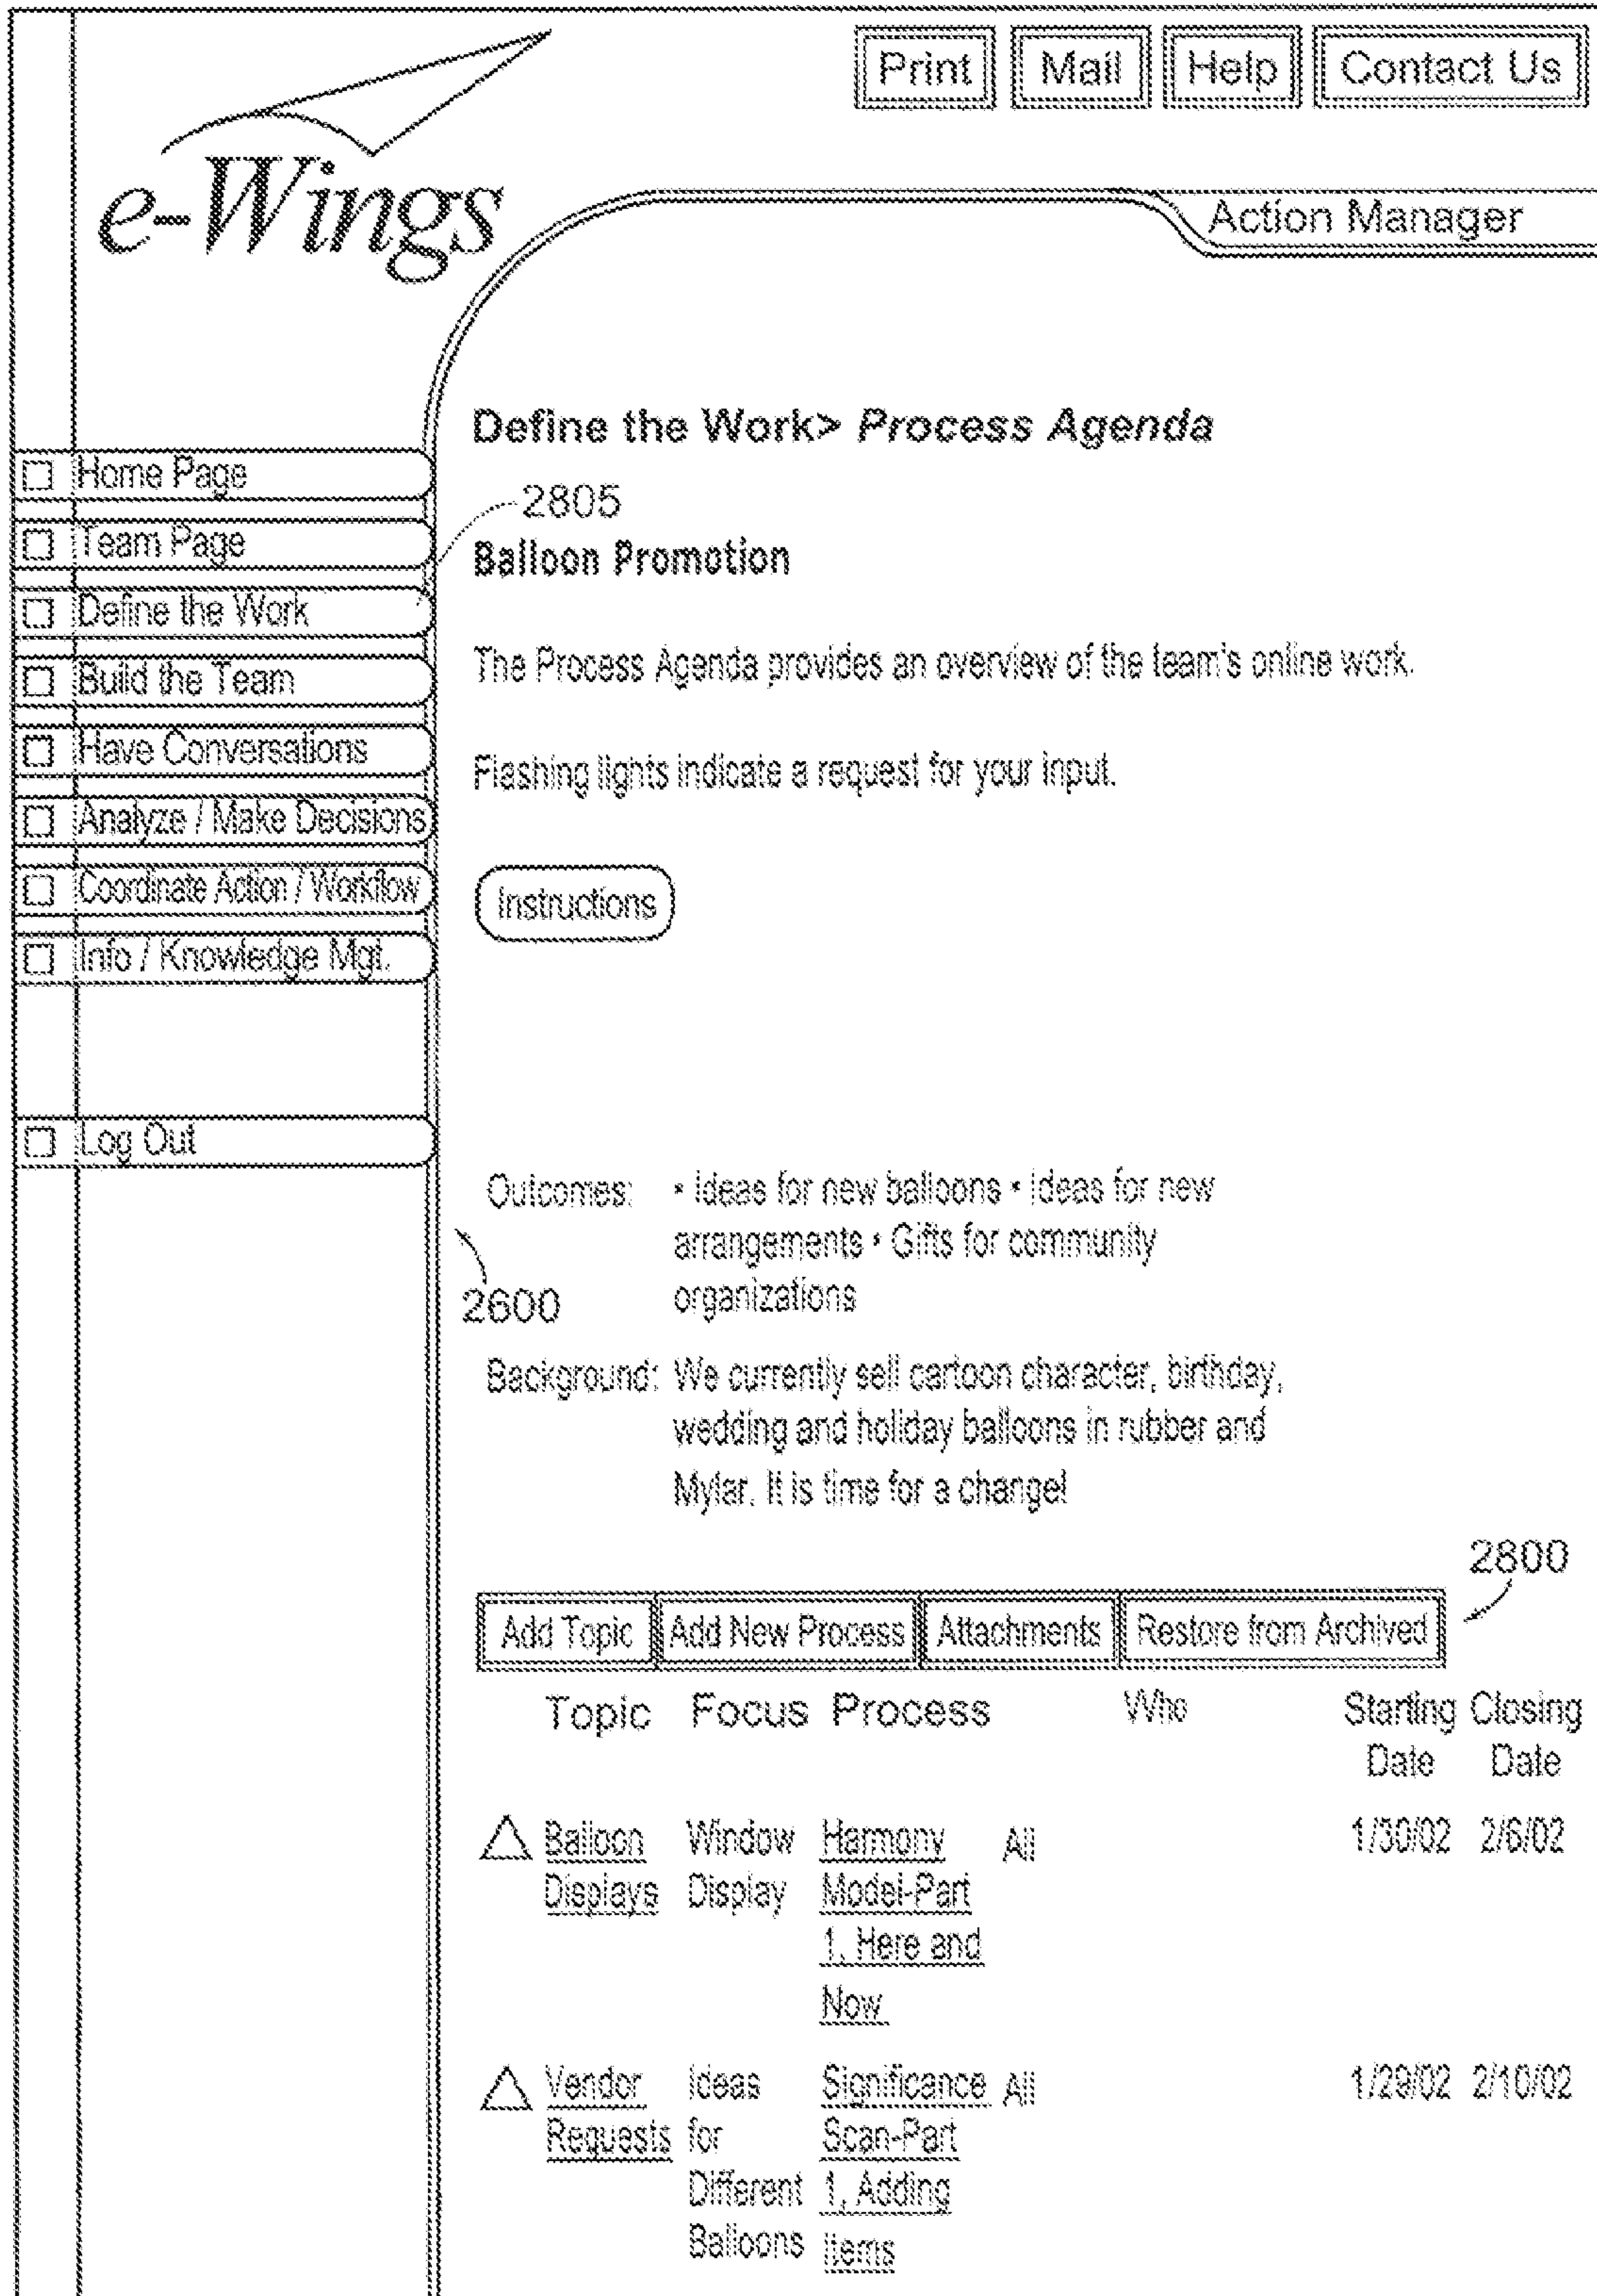 Print Mail Help Contact Us
e-Wings
Action Manager
Define the Work> Process Agenda
Home Page
Team Page
Define the Work
Build the Team
Have Conversations
Analyze / Make Decisions
Coordinate Action / Workflow
Info / Knowledge Mgt.
Log Out
2805
Balloon Promotion
The Process Agenda provides an overview of the team's online work.
Flashing lights indicate a request for your input.
Instructions
Outcomes: • Ideas for new balloons • Ideas for new
arrangements • Gifts for community
organizations
2600
Background: We currently sell cartoon character, birthday,
wedding and holiday balloons in rubber and
Mylar. It is time for a change!
2800
Add Topic Add New Process Attachments Restore from Archived
Topic Focus Process Who Starting Closing
Date Date
Balloon Window Harmony All 1/30/02 2/6/02
Displays Display Model-Part
1, Here and
Now
Vendor Ideas Significance All 1/29/02 2/10/02
Requests for Scan-Part
Different 1, Adding
Balloons Items